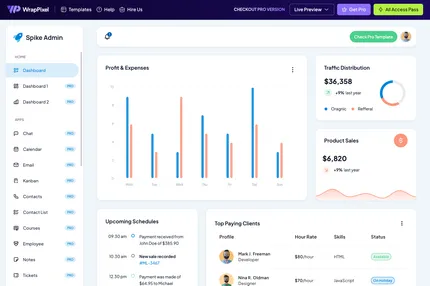 WrapPixel
Templates
Help
Hire Us
CHECKOUT PRO VERSION
Live Preview
Get Pro
All Access Pass
Spike Admin
Check Pro Template
HOME
Dashboard
Dashboard 1 PRO
Dashboard 2 PRO
APPS
Chat PRO
Calendar PRO
Email PRO
Kanban PRO
Contacts PRO
Contact List PRO
Courses PRO
Employee PRO
Notes PRO
Tickets PRO
Profit & Expenses
12
10
8
6
4
2
0
Mon Tue Wed Thu Fri Sat Sun
Traffic Distribution
$36,358
+9% last year
Oragnic Refferal
Product Sales
$6,820
+9% last year
Upcoming Schedules
09:30 am Payment received from
John Doe of $385.90
10:30 am New sale recorded
#ML-3467
12:30 pm Payment was made of
$64.95 to Michael
Top Paying Clients
Profile Hour Rate Skills Status
Mark J. Freeman
Developer
$80/hour HTML Available
Nina R. Oldman
Designer
$70/hour JavaScript